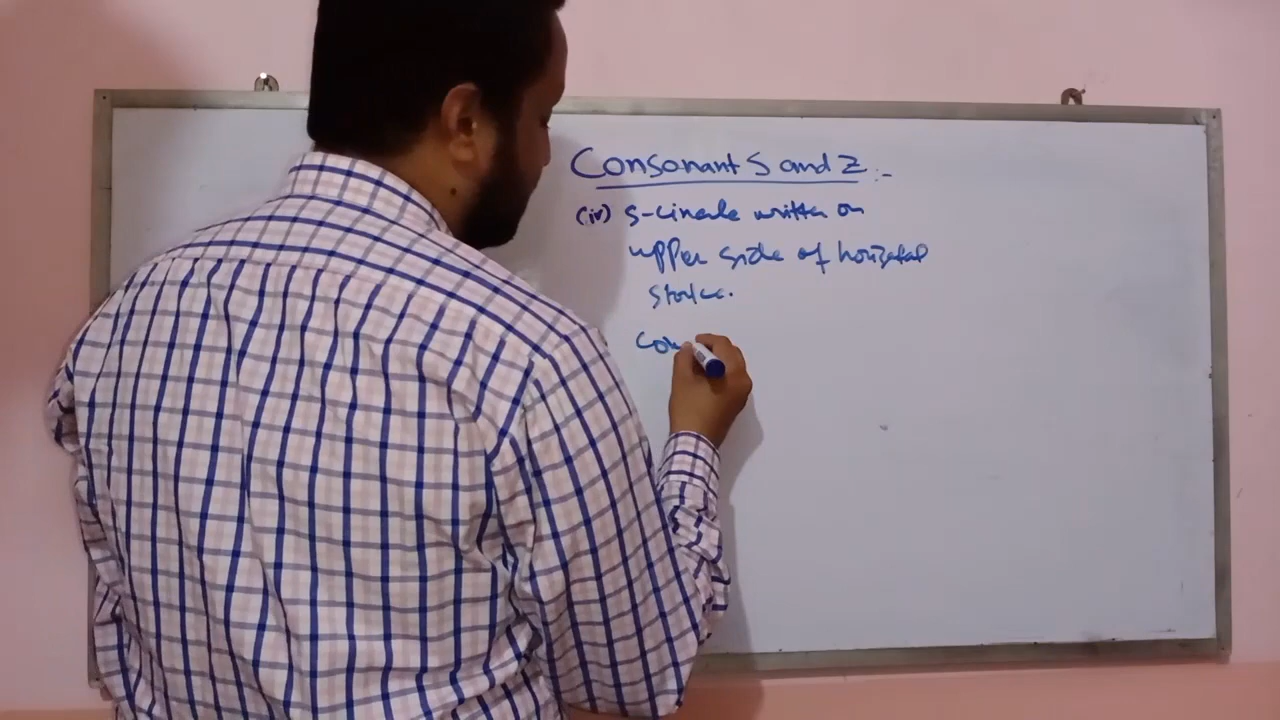 Consonant S and Z :-
(iv) S-circle written on
upper side of horizontal
stroke.
Con